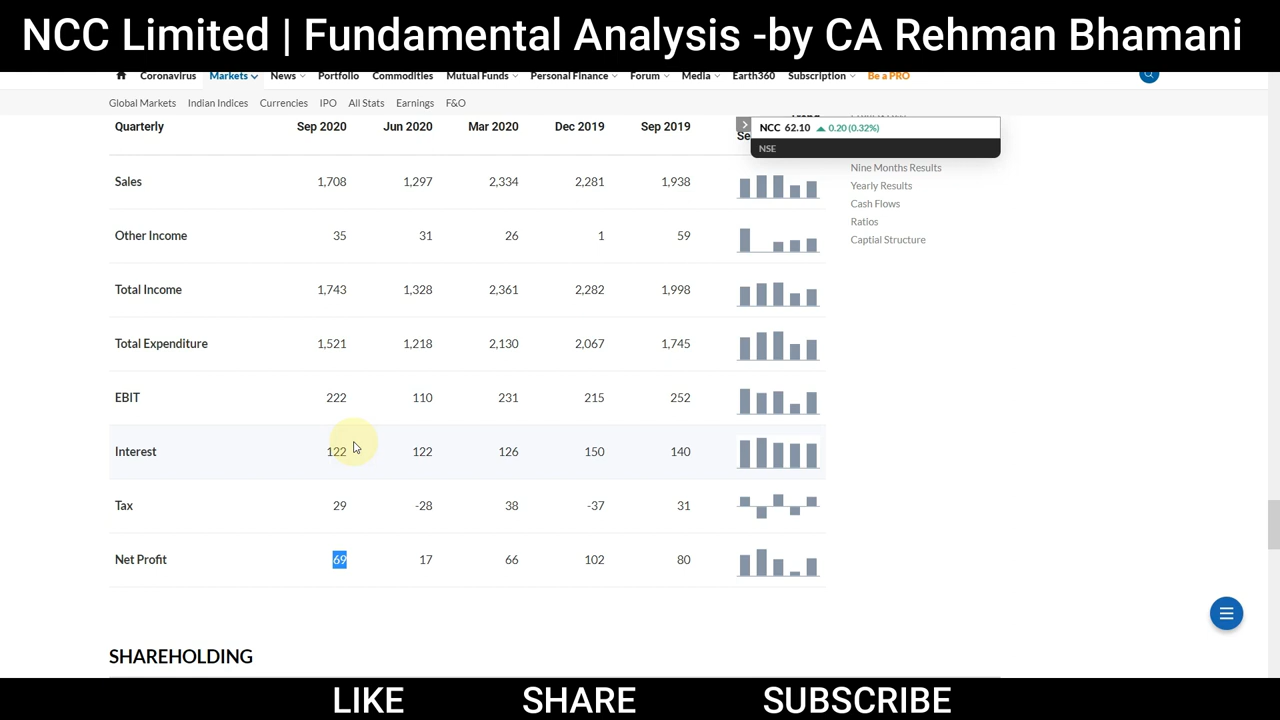 NCC Limited | Fundamental Analysis -by CA Rehman Bhamani
Coronavirus Markets News Portfolio Commodities Mutual Funds Personal Finance Forum Media Earth360 Subscription Be a PRO
Global Markets Indian Indices Currencies IPO All Stats Earnings F&O
Quarterly Sep 2020 Jun 2020 Mar 2020 Dec 2019 Sep 2019
NCC 62.10 0.20 (0.32%)
NSE
Nine Months Results
Sales 1,708 1,297 2,334 2,281 1,938
Yearly Results
Cash Flows
Ratios
Other Income 35 31 26 1 59
Captial Structure
Total Income 1,743 1,328 2,361 2,282 1,998
Total Expenditure 1,521 1,218 2,130 2,067 1,745
EBIT 222 110 231 215 252
Interest 122 122 126 150 140
Tax 29 -28 38 -37 31
Net Profit 69 17 66 102 80
SHAREHOLDING
LIKE SHARE SUBSCRIBE